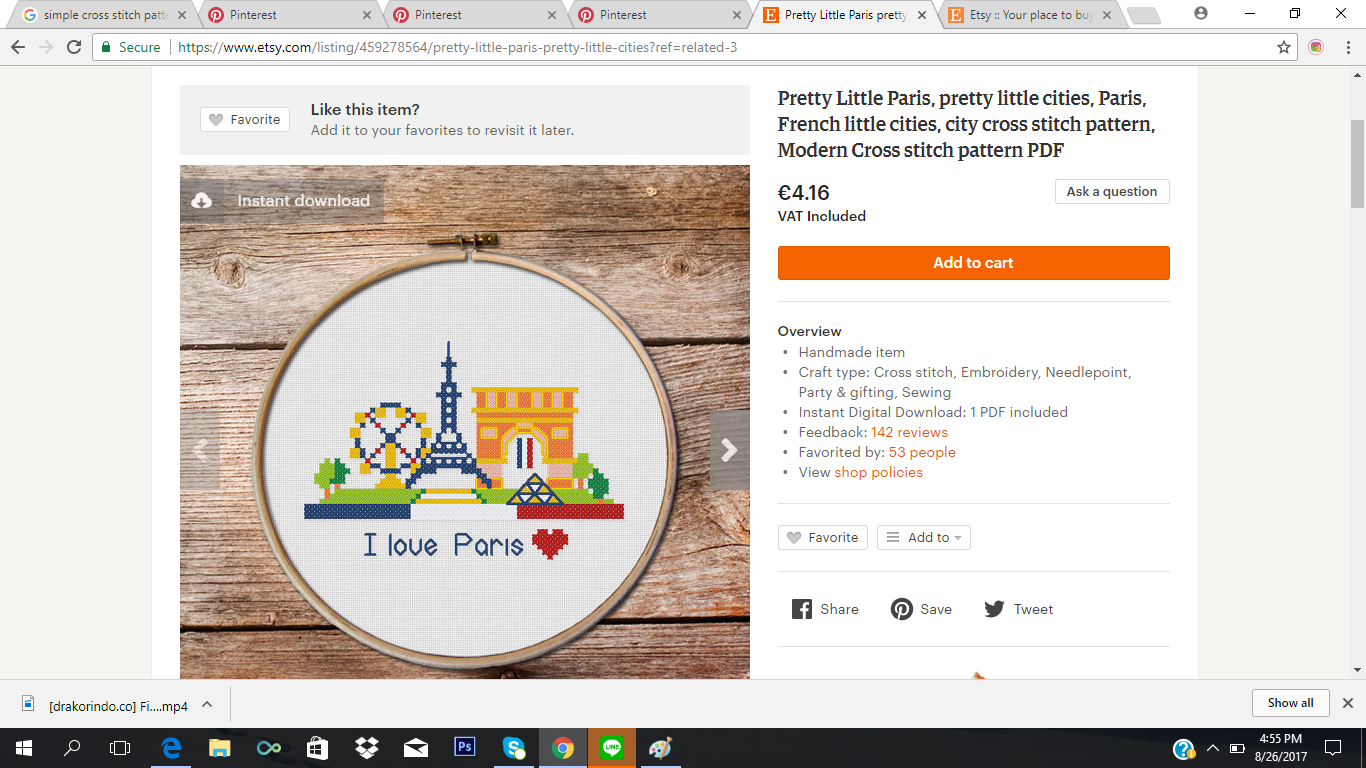 simple cross stitch patte
Pinterest
Pinterest
Pinterest
Pretty Little Paris pretty
Etsy :: Your place to buy
Secure
https://www.etsy.com/listing/459278564/pretty-little-paris-pretty-little-cities?ref=related-3
Favorite
Like this item?
Add it to your favorites to revisit it later.
Instant download
I love Paris
Pretty Little Paris, pretty little cities, Paris,
French little cities, city cross stitch pattern,
Modern Cross stitch pattern PDF
€4.16
Ask a question
VAT Included
Add to cart
Overview
• Handmade item
• Craft type: Cross stitch, Embroidery, Needlepoint,
Party & gifting, Sewing
• Instant Digital Download: 1 PDF included
• Feedback: 142 reviews
• Favorited by: 53 people
• View shop policies
Favorite
Add to
Share
Save
Tweet
[drakorindo.co] Fi....mp4
Show all
Ps
LINE
4:55 PM
8/26/2017